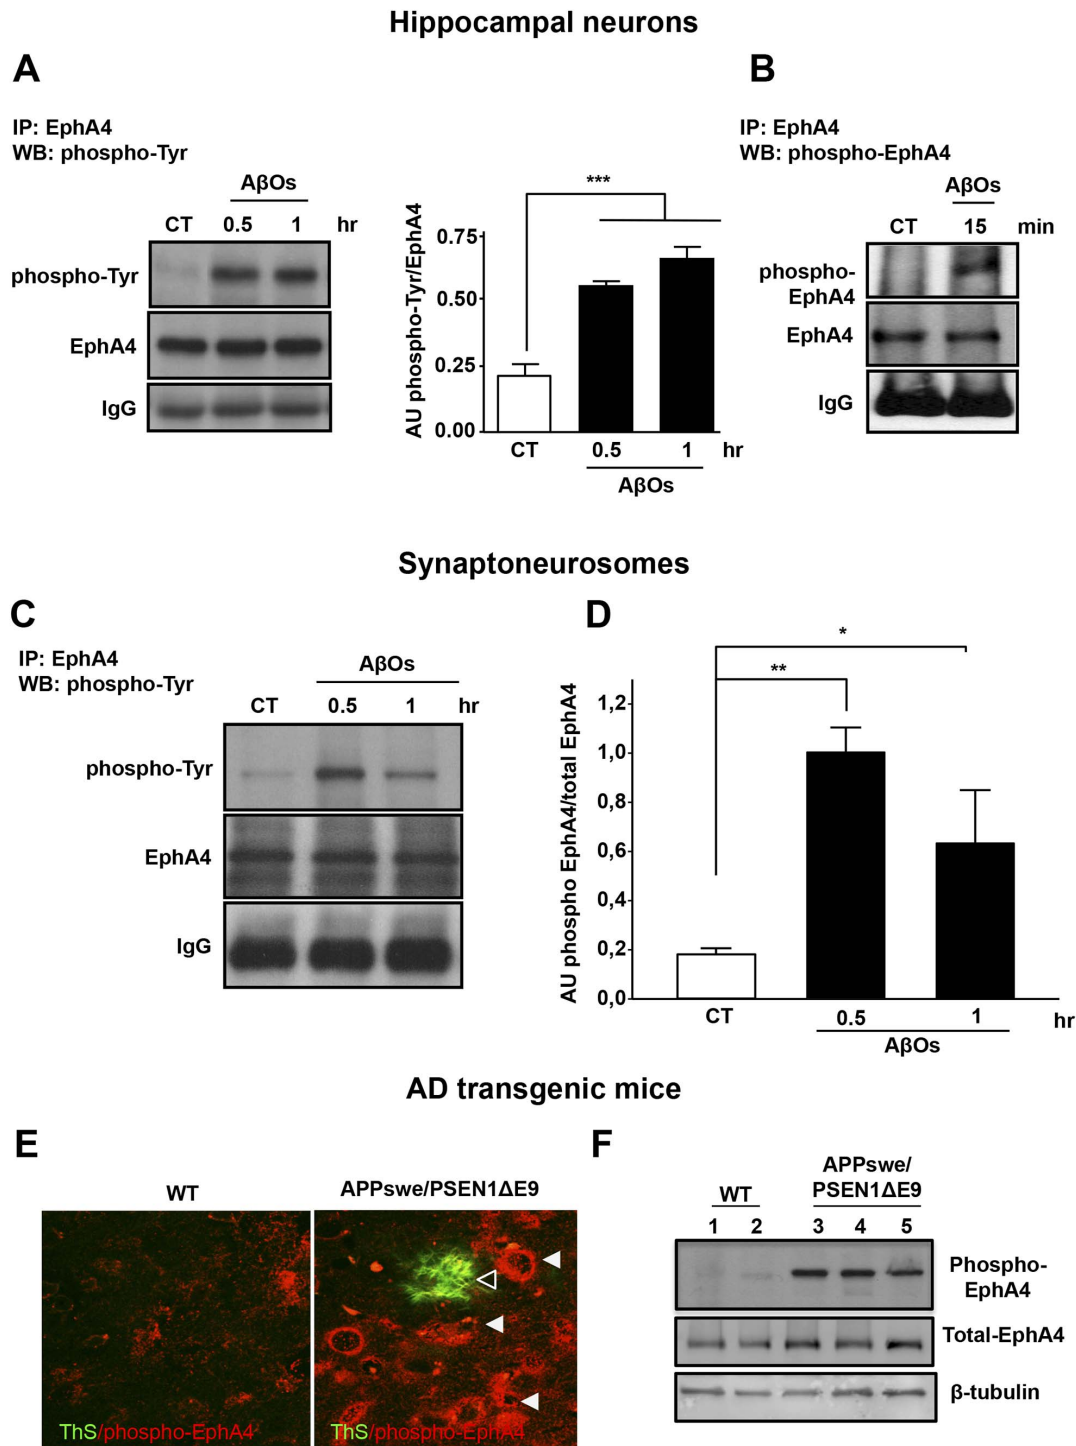 Hippocampal neurons
A
IP: EphA4
WB: phospho-Tyr
AβOs
CT 0.5 1 hr
phospho-Tyr
EphA4
IgG
AU phospho-Tyr/EphA4
***
0.75
0.50
0.25
0.00
CT 0.5 1 hr
AβOs
B
IP: EphA4
WB: phospho-EphA4
AβOs
CT 15 min
phospho-
EphA4
EphA4
IgG
Synaptoneurosomes
C
IP: EphA4
WB: phospho-Tyr
AβOs
CT 0.5 1 hr
phospho-Tyr
EphA4
IgG
D
AU phospho EphA4/total EphA4
*
**
1,2
1,0
0,8
0,6
0,4
0,2
0,0
CT 0.5 1 hr
AβOs
AD transgenic mice
E
WT
APPswe/PSEN1ΔE9
ThS/phospho-EphA4
ThS/phospho-EphA4
F
APPswe/
WT PSEN1ΔE9
1 2 3 4 5
Phospho-
EphA4
Total-EphA4
β-tubulin